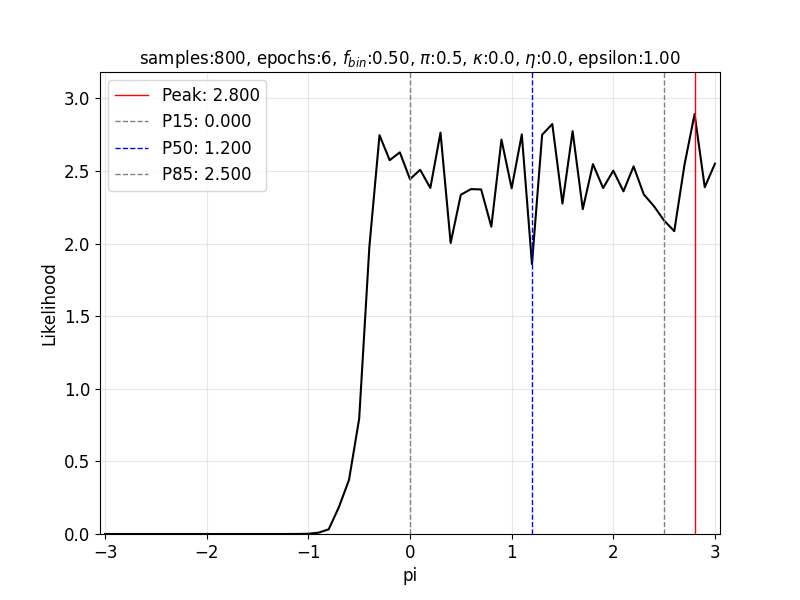 samples:800, epochs:6, f_bin:0.50, π:0.5, κ:0.0, η:0.0, epsilon:1.00
Peak: 2.800
P15: 0.000
P50: 1.200
P85: 2.500
3.0
2.5
2.0
1.5
1.0
0.5
0.0
Likelihood
−3
−2
−1
0
1
2
3
pi